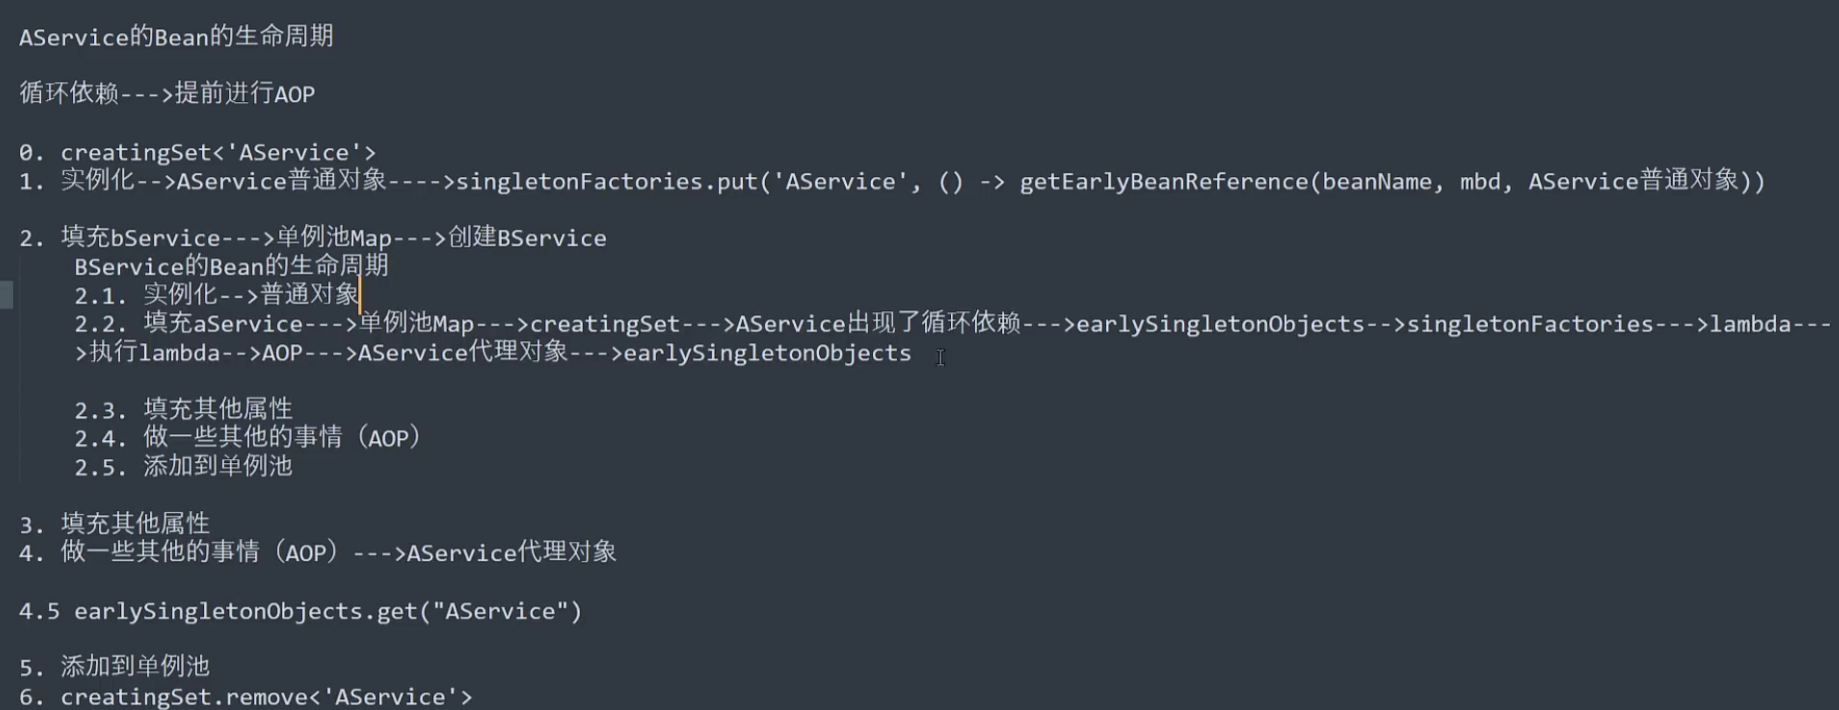 AService的Bean的生命周期
循环依赖--->提前进行AOP
0. creatingSet<'AService'>
1. 实例化-->AService普通对象---->singletonFactories.put('AService', () -> getEarlyBeanReference(beanName, mbd, AService普通对象))
2. 填充bService--->单例池Map--->创建BService
BService的Bean的生命周期
2.1. 实例化-->普通对象
2.2. 填充aService--->单例池Map--->creatingSet--->AService出现了循环依赖--->earlySingletonObjects-->singletonFactories--->lambda---
>执行lambda-->AOP--->AService代理对象--->earlySingletonObjects
2.3. 填充其他属性
2.4. 做一些其他的事情（AOP）
2.5. 添加到单例池
3. 填充其他属性
4. 做一些其他的事情（AOP）--->AService代理对象
4.5 earlySingletonObjects.get("AService")
5. 添加到单例池
6. creatingSet.remove<'AService'>